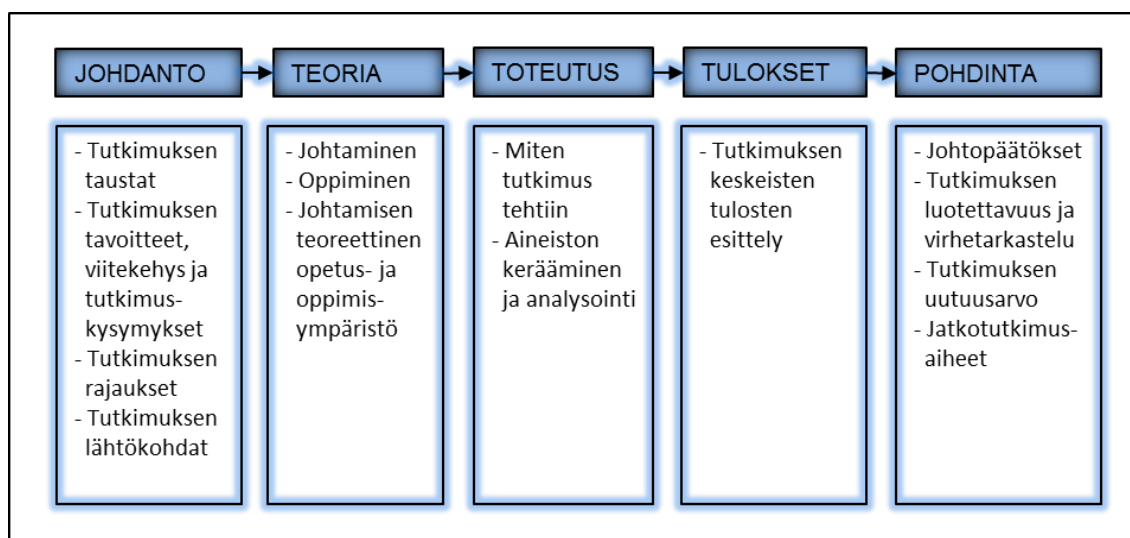 JOHDANTO
TEORIA
TOTEUTUS
TULOKSET
POHDINTA
- Tutkimuksen
taustat
- Tutkimuksen
tavoitteet,
viitekehys ja
tutkimus-
kysymykset
- Tutkimuksen
rajaukset
- Tutkimuksen
lähtökohdat
- Johtaminen
- Oppiminen
- Johtamisen
teoreettinen
opetus- ja
oppimis-
ympäristö
- Miten
tutkimus
tehtiin
- Aineiston
kerääminen
ja analysointi
- Tutkimuksen
keskeisten
tulosten
esittely
- Johtopäätökset
- Tutkimuksen
luotettavuus ja
virhetarkastelu
- Tutkimuksen
uutuusarvo
- Jatkotutkimus-
aiheet